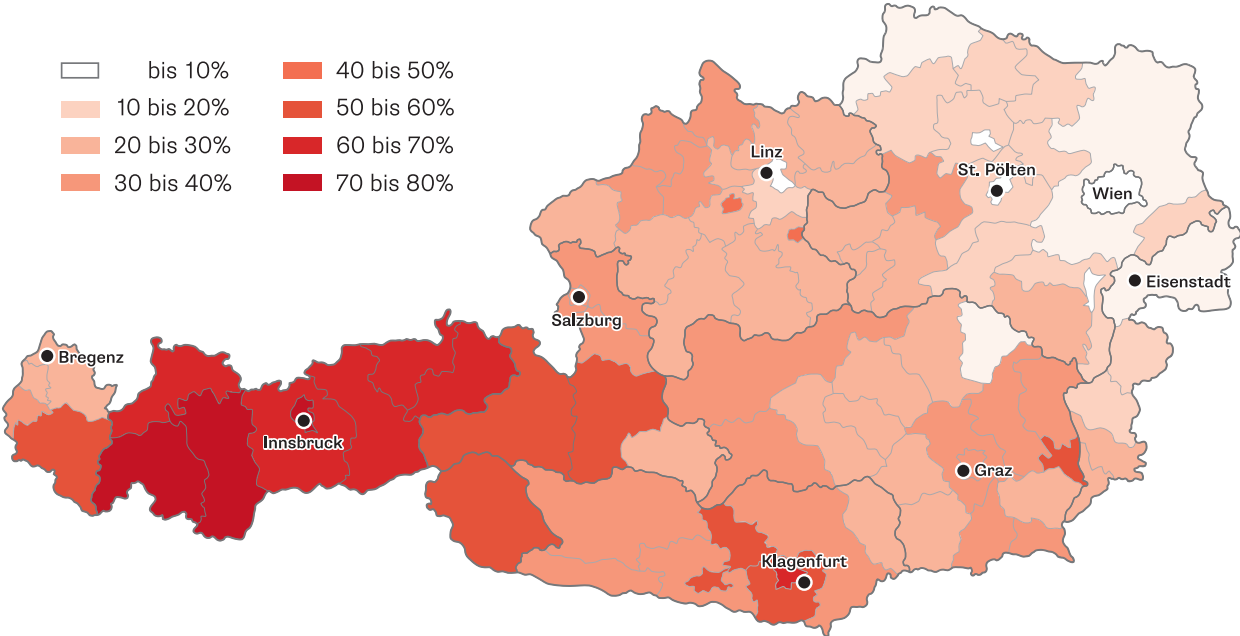 bis 10%
10 bis 20%
20 bis 30%
30 bis 40%
40 bis 50%
50 bis 60%
60 bis 70%
70 bis 80%
Linz
St. Pölten
Wien
Eisenstadt
Salzburg
Bregenz
Innsbruck
Graz
Klagenfurt